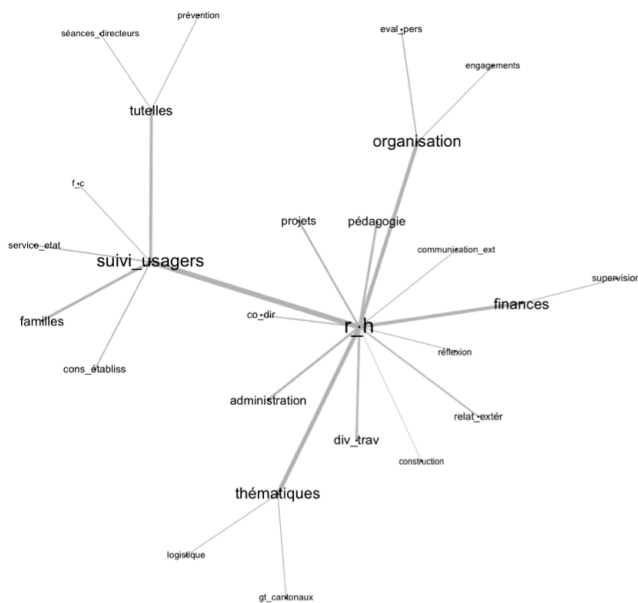 prévention
séances_directeurs
eval_pers
engagements
tutelles
organisation
f_c
projets
pédagogie
service_etat
communication_ext
suivi_usagers
supervision
finances
co_dir
familles
r_h
réflexion
cons_établiss
administration
relat_extér
div_trav
construction
thématiques
logistique
gt_cantonaux